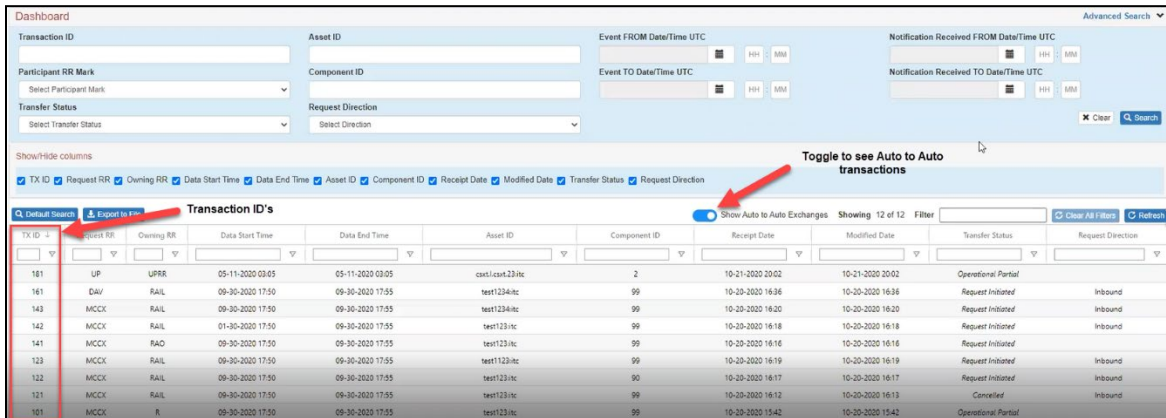 Dashboard Advanced Search
Transaction ID Asset ID Event FROM Date/Time UTC Notification Received FROM Date/Time UTC
HH : MM HH : MM
Participant RR Mark Component ID Event TO Date/Time UTC Notification Received TO Date/Time UTC
Select Participant Mark HH : MM HH : MM
Transfer Status Request Direction
Select Transfer Status Select Direction Clear Search
Show/Hide columns Toggle to see Auto to Auto
transactions
TX ID Request RR Owning RR Data Start Time Data End Time Asset ID Component ID Receipt Date Modified Date Transfer Status Request Direction
Transaction ID's
Default Search Export to File Show Auto to Auto Exchanges Showing 12 of 12 Filter Clear All Filters Refresh
TX ID Request RR Owning RR Data Start Time Data End Time Asset ID Component ID Receipt Date Modified Date Transfer Status Request Direction
181 UP UPRR 05-11-2020 03:05 05-11-2020 03:05 2 10-21-2020 20:02 10-21-2020 20:02 Operational Partial
161 DAV RAIL 09-30-2020 17:50 09-30-2020 17:55 test1234:itc 99 10-20-2020 16:36 10-20-2020 16:36 Request Initiated Inbound
143 MCCX RAIL 09-30-2020 17:50 09-30-2020 17:55 test1234:itc 99 10-20-2020 16:20 10-20-2020 16:20 Request Initiated Inbound
142 MCCX RAIL 01-30-2020 17:50 09-30-2020 17:55 test123:itc 99 10-20-2020 16:18 10-20-2020 16:18 Request Initiated Inbound
141 MCCX RAO 09-30-2020 17:50 09-30-2020 17:55 test123:itc 99 10-20-2020 16:16 10-20-2020 16:16 Request Initiated
123 MCCX RAIL 09-30-2020 17:50 09-30-2020 17:55 test1123:itc 99 10-20-2020 16:19 10-20-2020 16:19 Request Initiated Inbound
122 MCCX RAIL 09-30-2020 17:50 09-30-2020 17:55 test123:itc 90 10-20-2020 16:17 10-20-2020 16:17 Request Initiated Inbound
121 MCCX RAIL 09-30-2020 17:50 09-30-2020 17:55 test123:itc 99 10-20-2020 16:12 10-20-2020 16:13 Cancelled Inbound
101 MCCX R 09-30-2020 17:50 09-30-2020 17:55 test123:itc 99 10-20-2020 15:42 10-20-2020 15:42 Operational Partial